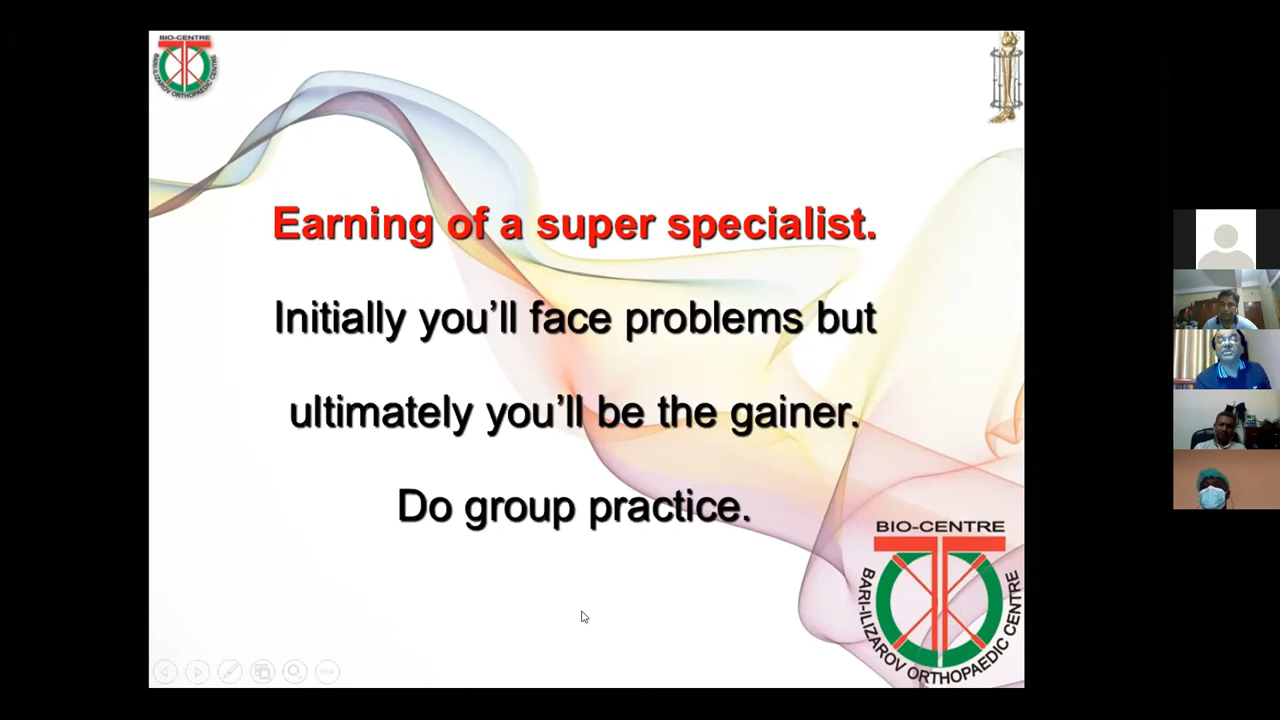 BIO-CENTRE
BARI-ILIZAROV ORTHOPAEDIC CENTRE
Earning of a super specialist.
Initially you'll face problems but
ultimately you'll be the gainer.
Do group practice.
BIO-CENTRE
BARI-ILIZAROV ORTHOPAEDIC CENTRE